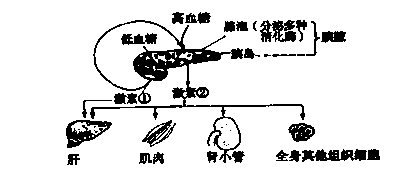 高血糖
腺泡（分泌多种
消化酶）
胰腺
低血糖
胰岛
激素①
激素②
肝
肌肉
肾小管
全身其他组织细胞